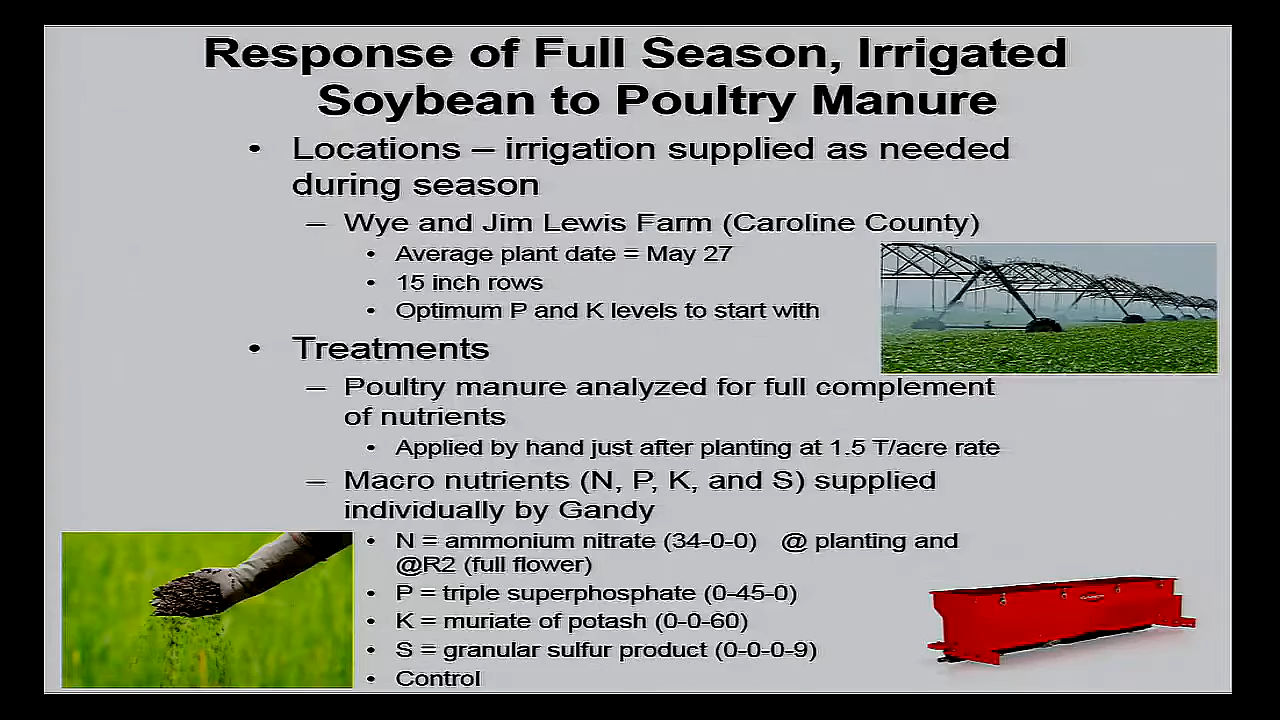 Response of Full Season, Irrigated
Soybean to Poultry Manure
• Locations – irrigation supplied as needed
during season
– Wye and Jim Lewis Farm (Caroline County)
• Average plant date = May 27
• 15 inch rows
• Optimum P and K levels to start with
• Treatments
– Poultry manure analyzed for full complement
of nutrients
• Applied by hand just after planting at 1.5 T/acre rate
– Macro nutrients (N, P, K, and S) supplied
individually by Gandy
• N = ammonium nitrate (34-0-0) @ planting and
@R2 (full flower)
• P = triple superphosphate (0-45-0)
• K = muriate of potash (0-0-60)
• S = granular sulfur product (0-0-0-9)
• Control